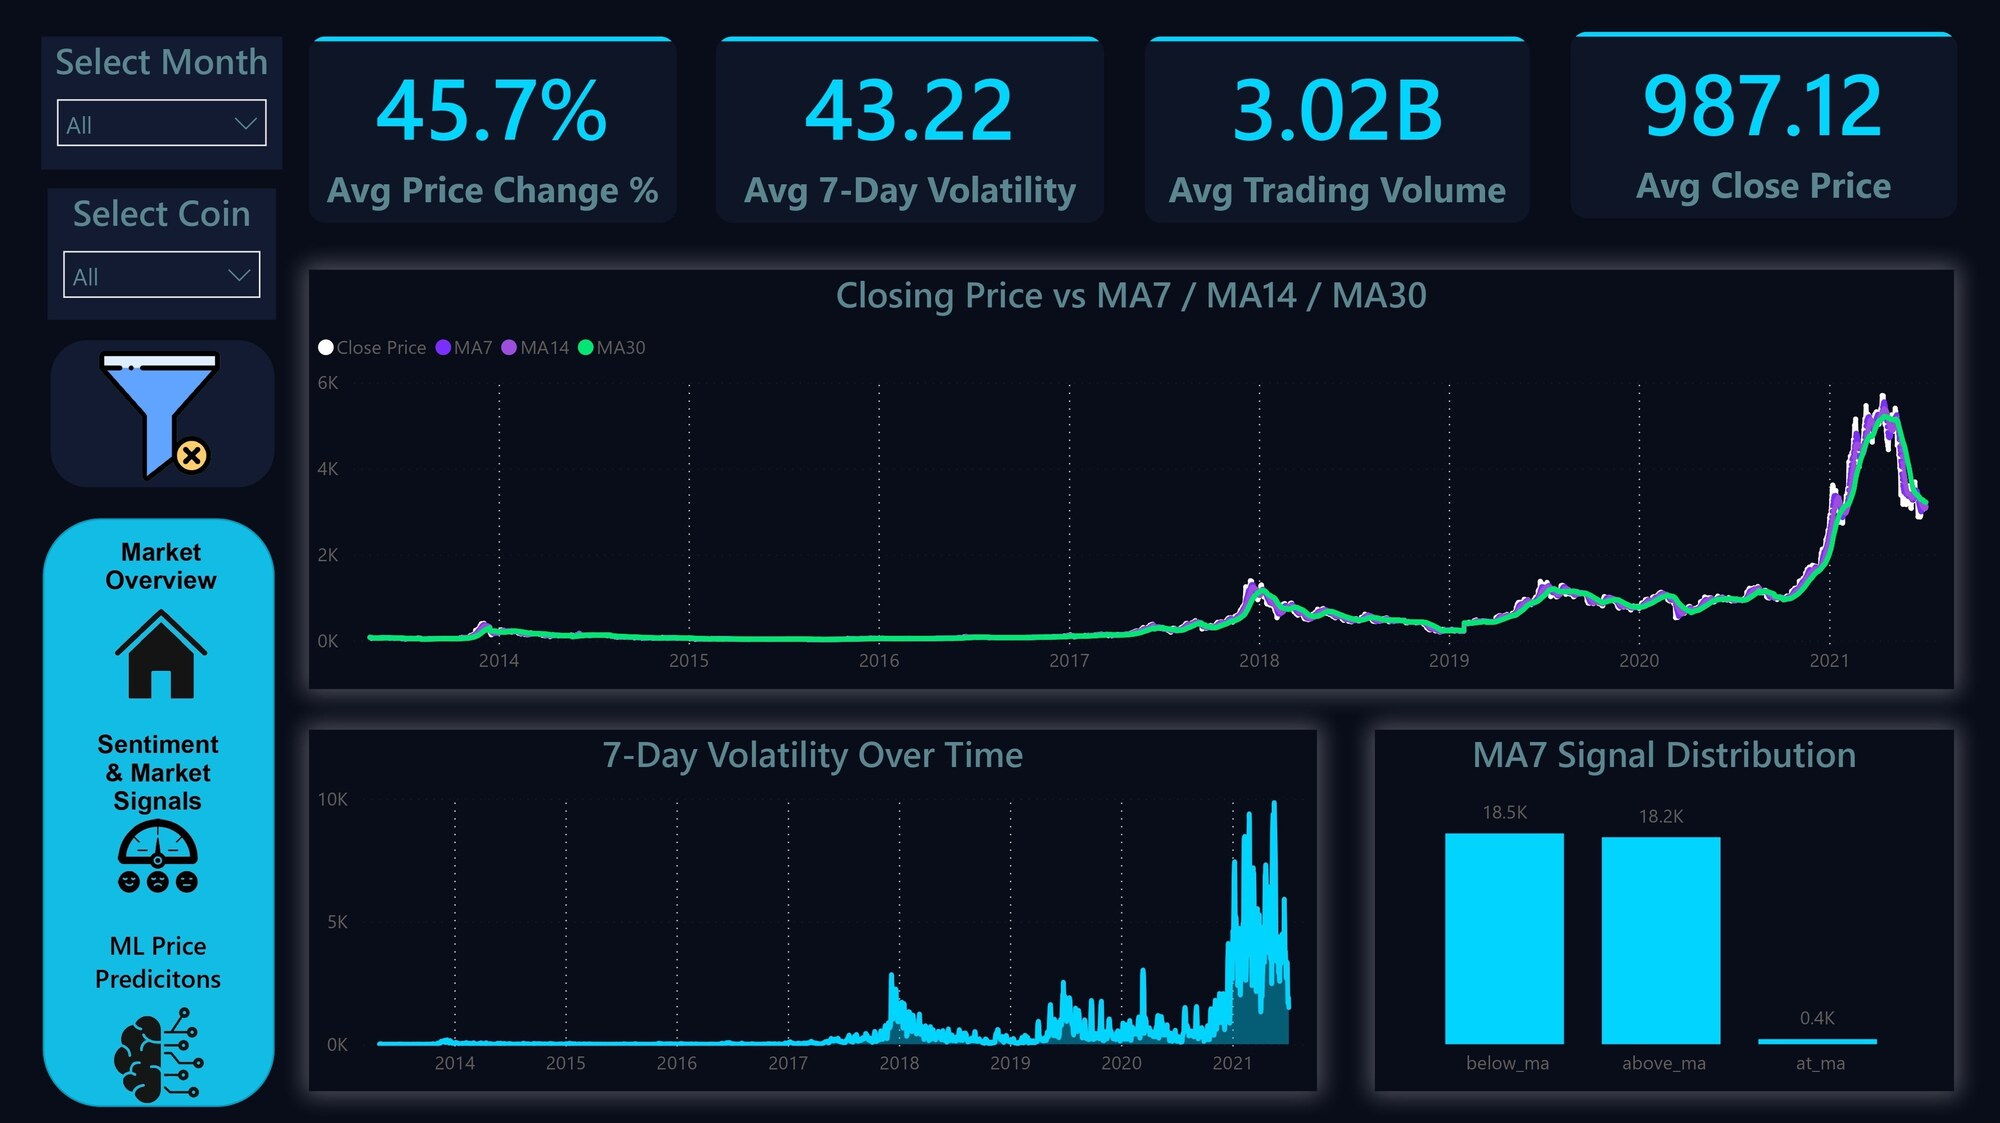 Select Month
All
Select Coin
All
Market
Overview
Sentiment
& Market
Signals
ML Price
Predicitons
45.7%
Avg Price Change %
43.22
Avg 7-Day Volatility
3.02B
Avg Trading Volume
987.12
Avg Close Price
Closing Price vs MA7 / MA14 / MA30
Close Price MA7 MA14 MA30
6K
4K
2K
0K
2014 2015 2016 2017 2018 2019 2020 2021
7-Day Volatility Over Time
10K
5K
0K
2014 2015 2016 2017 2018 2019 2020 2021
MA7 Signal Distribution
18.5K 18.2K 0.4K
below_ma above_ma at_ma